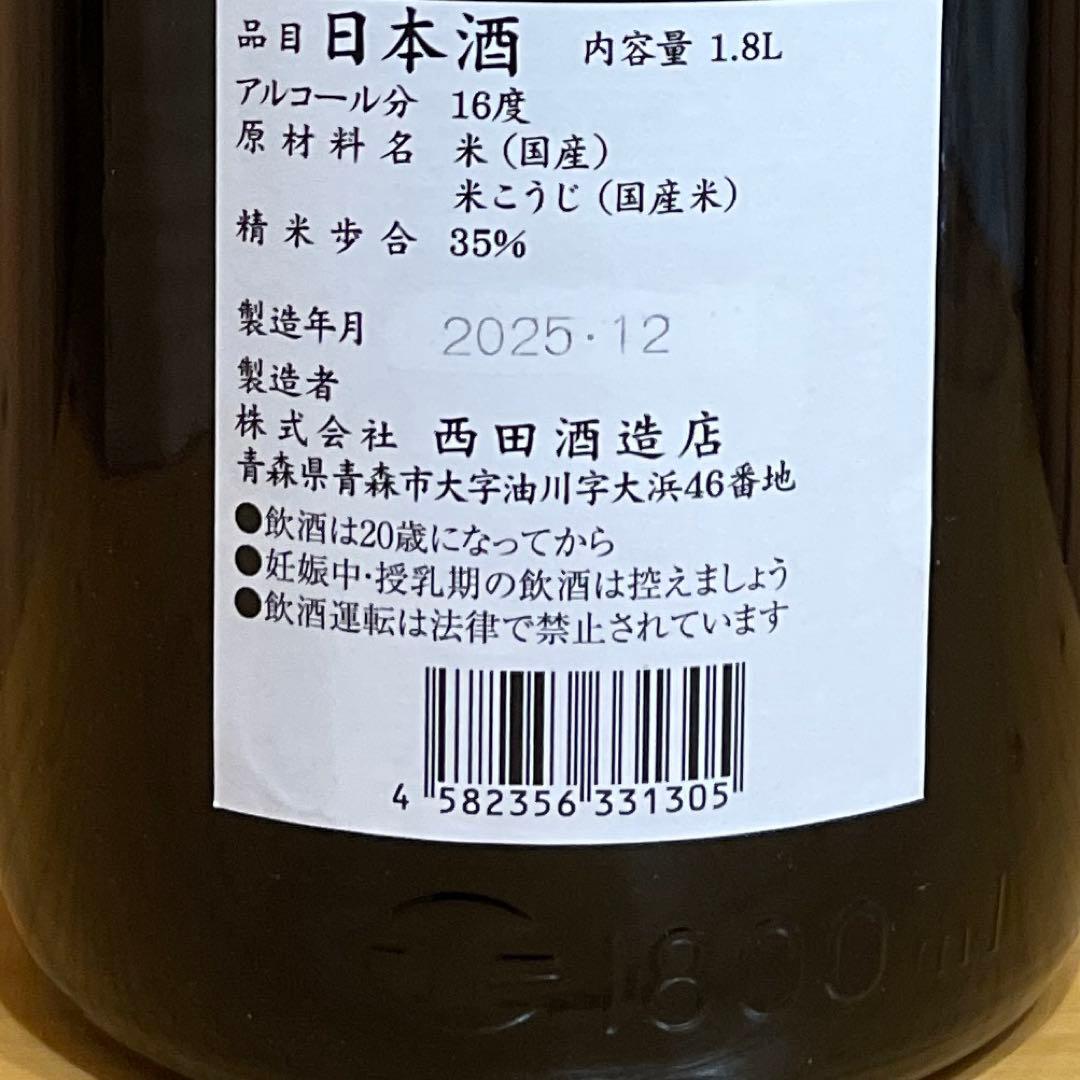 品目 日本酒 内容量 1.8L
アルコール分 16度
原材料名 米（国産）
米こうじ（国産米）
精米歩合 35%
製造年月 2025・12
製造者
株式会社 西田酒造店
青森県青森市大字油川字大浜46番地
●飲酒は20歳になってから
●妊娠中・授乳期の飲酒は控えましょう
●飲酒運転は法律で禁止されています
4 582356 331305
1800ml